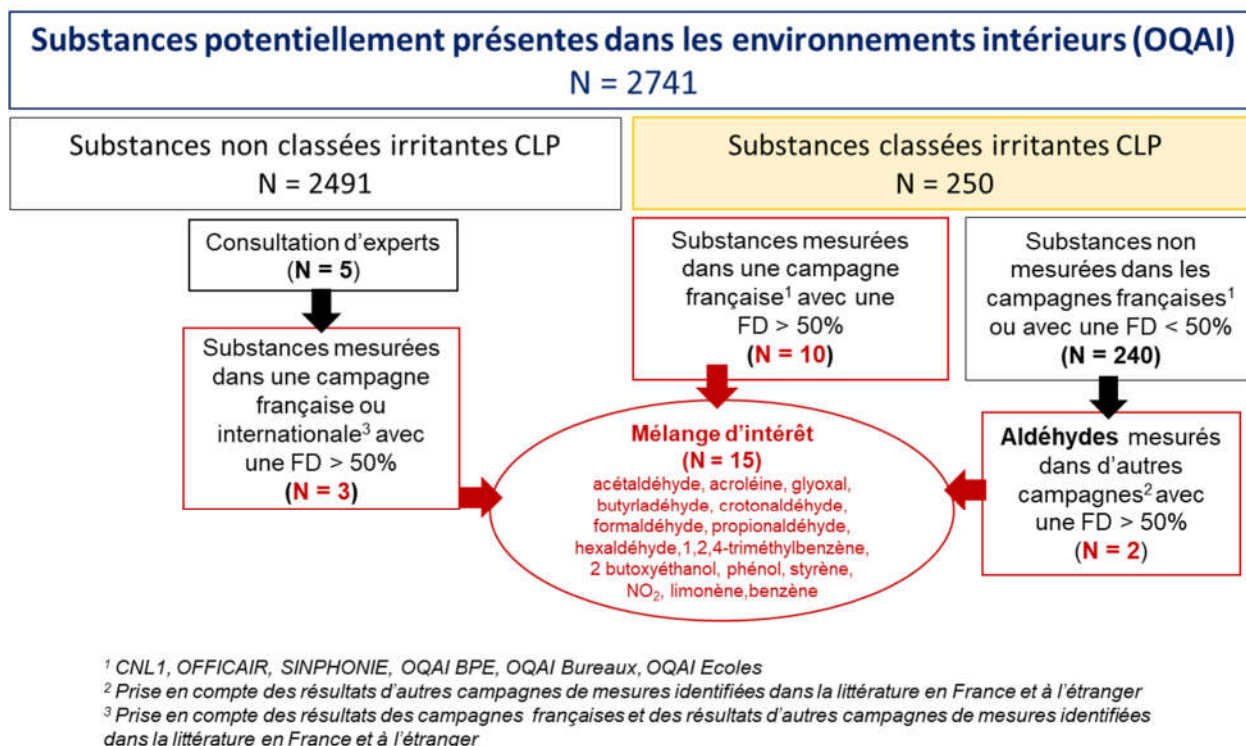 Substances potentiellement présentes dans les environnements intérieurs (OQAI)
N = 2741
Substances non classées irritantes CLP
N = 2491
Substances classées irritantes CLP
N = 250
Consultation d'experts
(N = 5)
Substances mesurées
dans une campagne
française ou
internationale³ avec
une FD > 50%
(N = 3)
Substances mesurées
dans une campagne
française¹ avec une
FD > 50%
(N = 10)
Substances non
mesurées dans les
campagnes françaises¹
ou avec une FD < 50%
(N = 240)
Aldéhydes mesurés
dans d'autres
campagnes² avec
une FD > 50%
(N = 2)
Mélange d'intérêt
(N = 15)
acétaldéhyde, acroléine, glyoxal,
butyrladéhyde, crotonaldéhyde,
formaldéhyde, propionaldéhyde,
hexaldéhyde,1,2,4-triméthylbenzène,
2 butoxyéthanol, phénol, styrène,
NO₂, limonène,benzène
¹ CNL1, OFFICAIR, SINPHONIE, OQAI BPE, OQAI Bureaux, OQAI Ecoles
² Prise en compte des résultats d'autres campagnes de mesures identifiées dans la littérature en France et à l'étranger
³ Prise en compte des résultats des campagnes françaises et des résultats d'autres campagnes de mesures identifiées
dans la littérature en France et à l'étranger